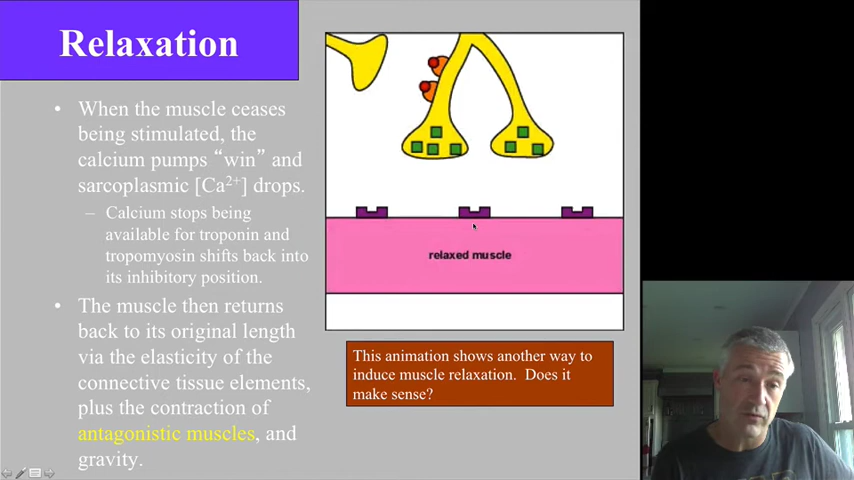 Relaxation
• When the muscle ceases
being stimulated, the
calcium pumps “win” and
sarcoplasmic [Ca2+] drops.
– Calcium stops being
available for troponin and
tropomyosin shifts back into
its inhibitory position.
• The muscle then returns
back to its original length
via the elasticity of the
connective tissue elements,
plus the contraction of
antagonistic muscles, and
gravity.
relaxed muscle
This animation shows another way to
induce muscle relaxation. Does it
make sense?